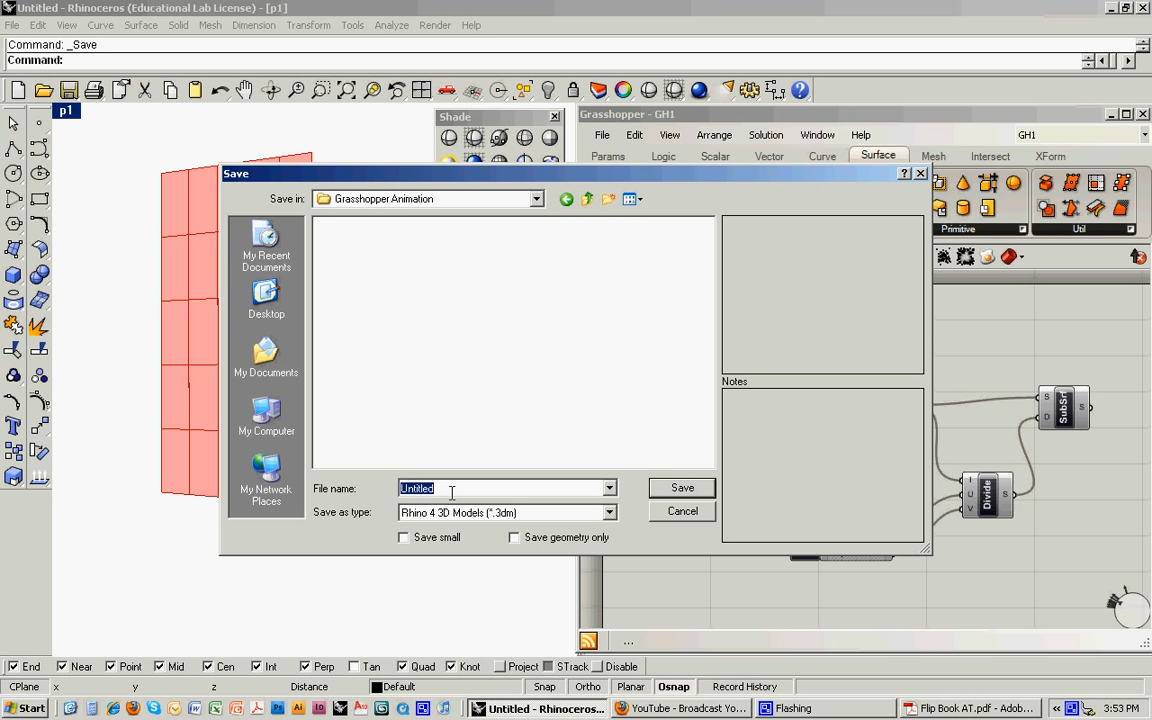 Untitled - Rhinoceros (Educational Lab License) - [p1]
File Edit View Curve Surface Solid Mesh Dimension Transform Tools Analyze Render Help
Command: _Save
Command:
p1
Shade
Grasshopper - GH1
File Edit View Arrange Solution Window Help GH1
Params Logic Scalar Vector Curve Surface Mesh Intersect XForm
Primitive Util
Save
Save in: Grasshopper Animation
My Recent
Documents
Desktop
My Documents
My Computer
My Network
Places
Notes
File name: Untitled Save
Save as type: Rhino 4 3D Models (*.3dm) Cancel
Save small Save geometry only
S
D
SubSrf
S
I
U
V
Divide
S
...
End Near Point Mid Cen Int Perp Tan Quad Knot Project STrack Disable
CPlane x y z Distance Default Snap Ortho Planar Osnap Record History
Start Untitled - Rhinoceros... YouTube - Broadcast Yo... Flashing Flip Book AT.pdf - Adob... « 3:53 PM